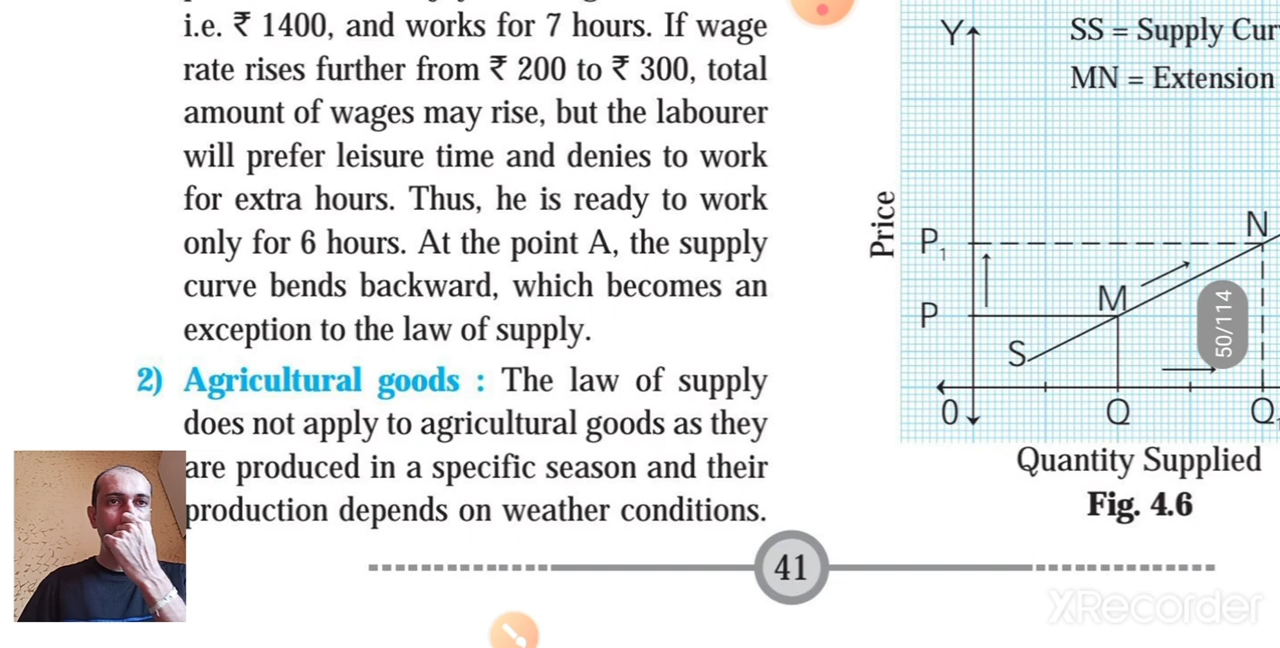 i.e. ₹ 1400, and works for 7 hours. If wage
rate rises further from ₹ 200 to ₹ 300, total
amount of wages may rise, but the labourer
will prefer leisure time and denies to work
for extra hours. Thus, he is ready to work
only for 6 hours. At the point A, the supply
curve bends backward, which becomes an
exception to the law of supply.
2) Agricultural goods : The law of supply
does not apply to agricultural goods as they
are produced in a specific season and their
production depends on weather conditions.
41
Y
SS = Supply Cur
MN = Extension
Price
P1
N
P
M
S
50/114
0
Q
Q1
Quantity Supplied
Fig. 4.6
XRecorder